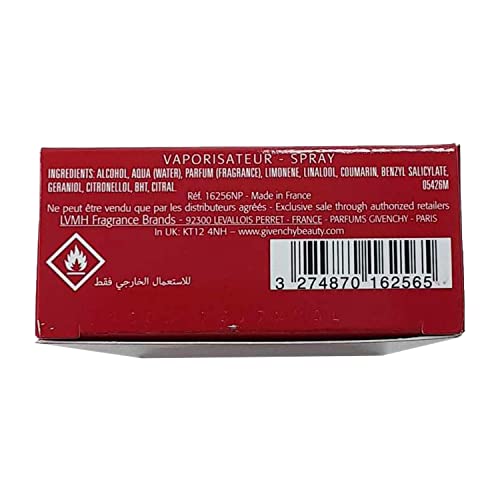 VAPORISATEUR - SPRAY
INGREDIENTS: ALCOHOL, AQUA (WATER), PARFUM (FRAGRANCE), LIMONENE, LINALOOL, COUMARIN, BENZYL SALICYLATE,
GERANIOL, CITRONELLOL, BHT, CITRAL. 05426M
Réf. 16256NP - Made in France
Ne peut être vendu que par les distributeurs agréés - Exclusive sale through authorized retailers
LVMH Fragrance Brands - 92300 LEVALLOIS PERRET - FRANCE - PARFUMS GIVENCHY - PARIS
In UK: KT12 4NH – www.givenchybeauty.com
للاستعمال الخارجي فقط
3 274870 162565